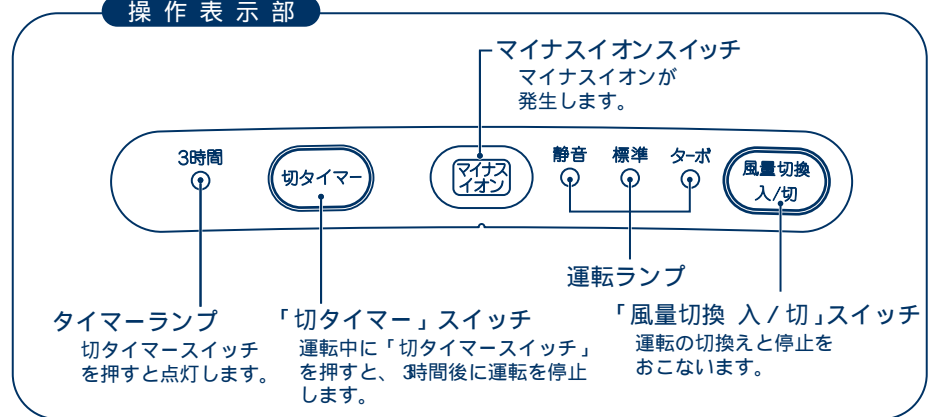 操作表示部
マイナスイオンスイッチ
マイナスイオンが
発生します。
3時間
切タイマー
マイナス
イオン
静音 標準 ターボ
風量切換
入/切
運転ランプ
タイマーランプ
切タイマースイッチ
を押すと点灯します。
「切タイマー」スイッチ
運転中に「切タイマースイッチ」
を押すと、3時間後に運転を停止
します。
「風量切換 入/切」スイッチ
運転の切換えと停止を
おこないます。